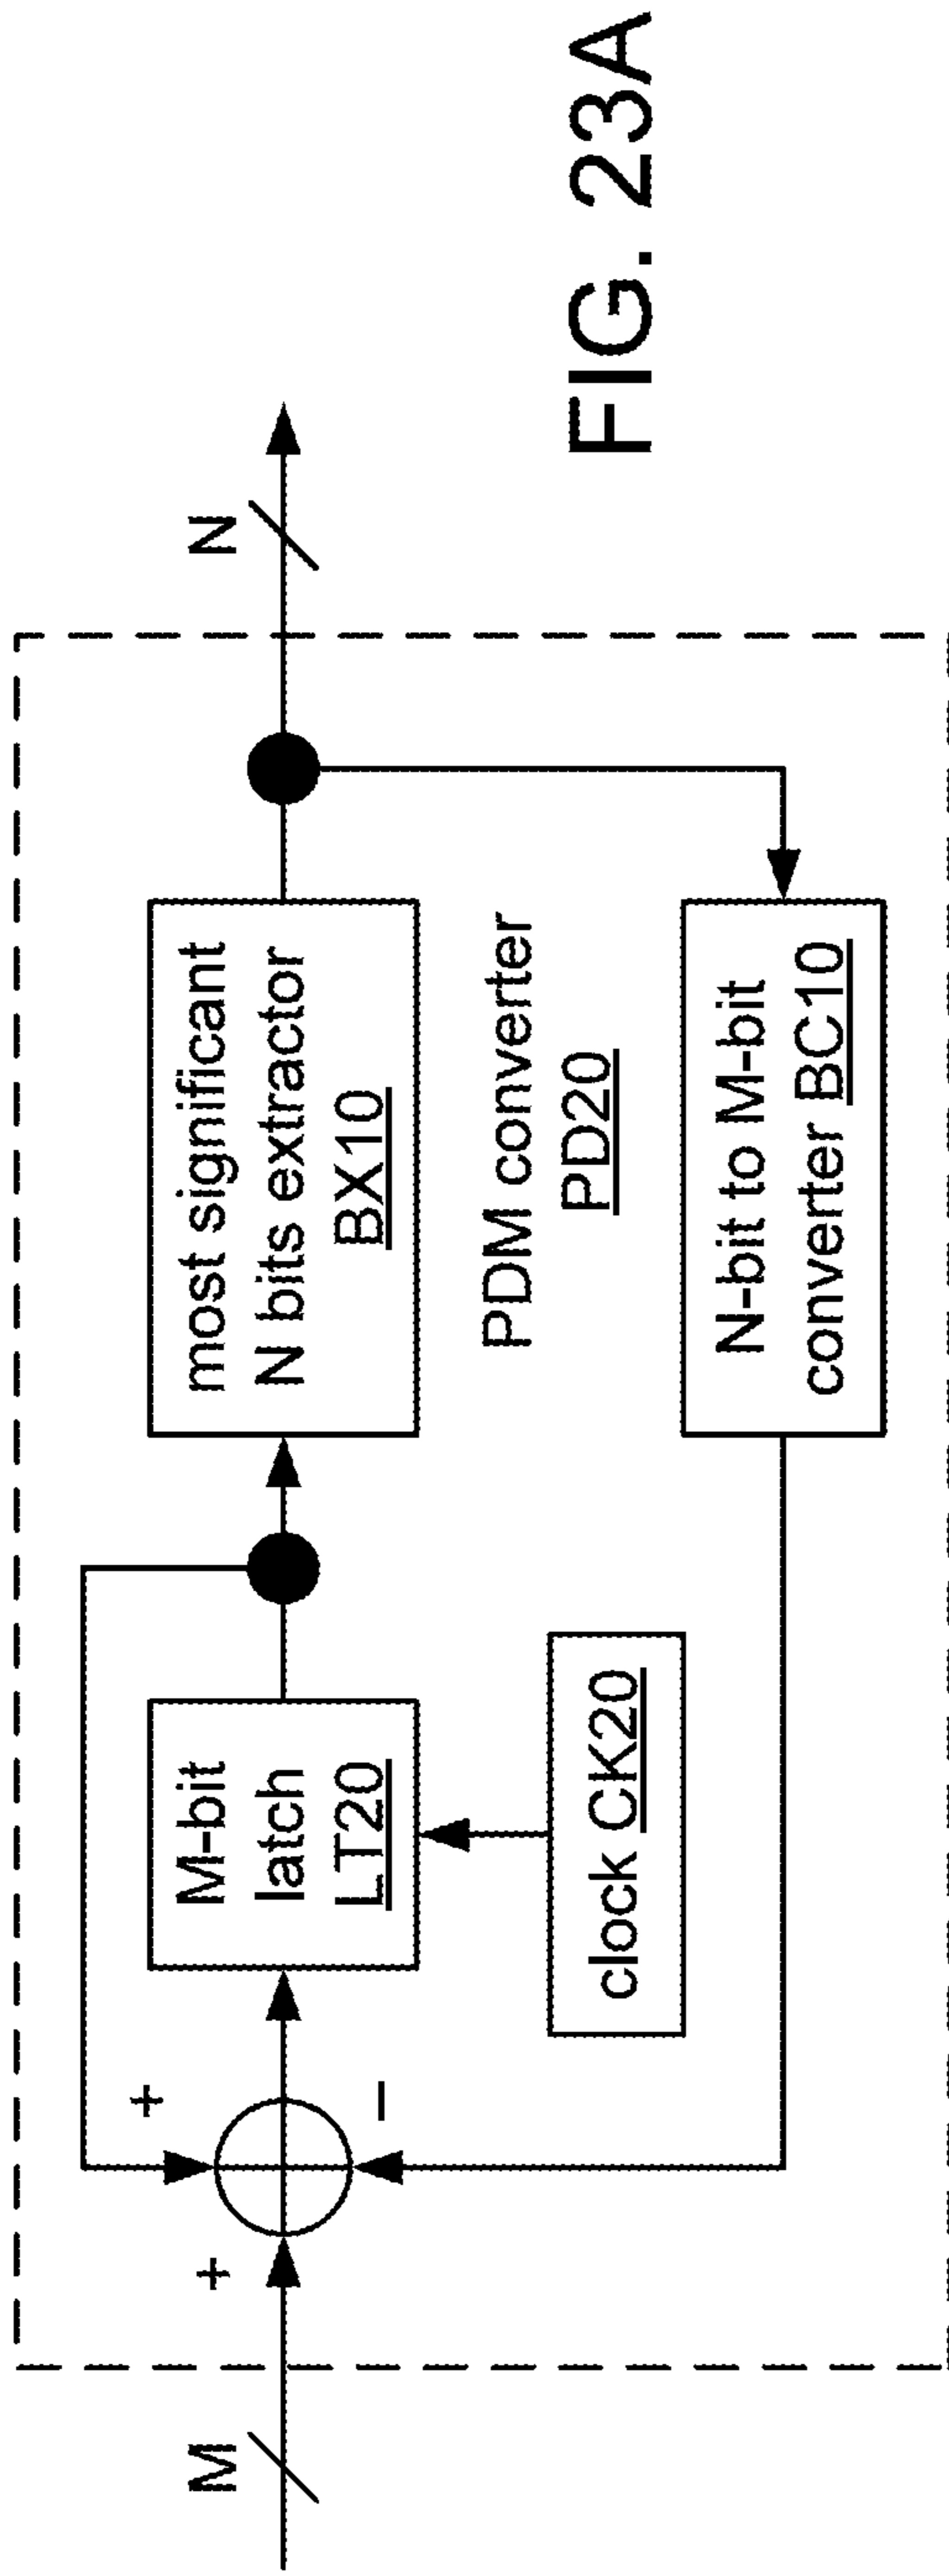 M
+
+
−
M-bit
latch
LT20
clock CK20
most significant
N bits extractor
BX10
PDM converter
PD20
N-bit to M-bit
converter BC10
N
FIG. 23A